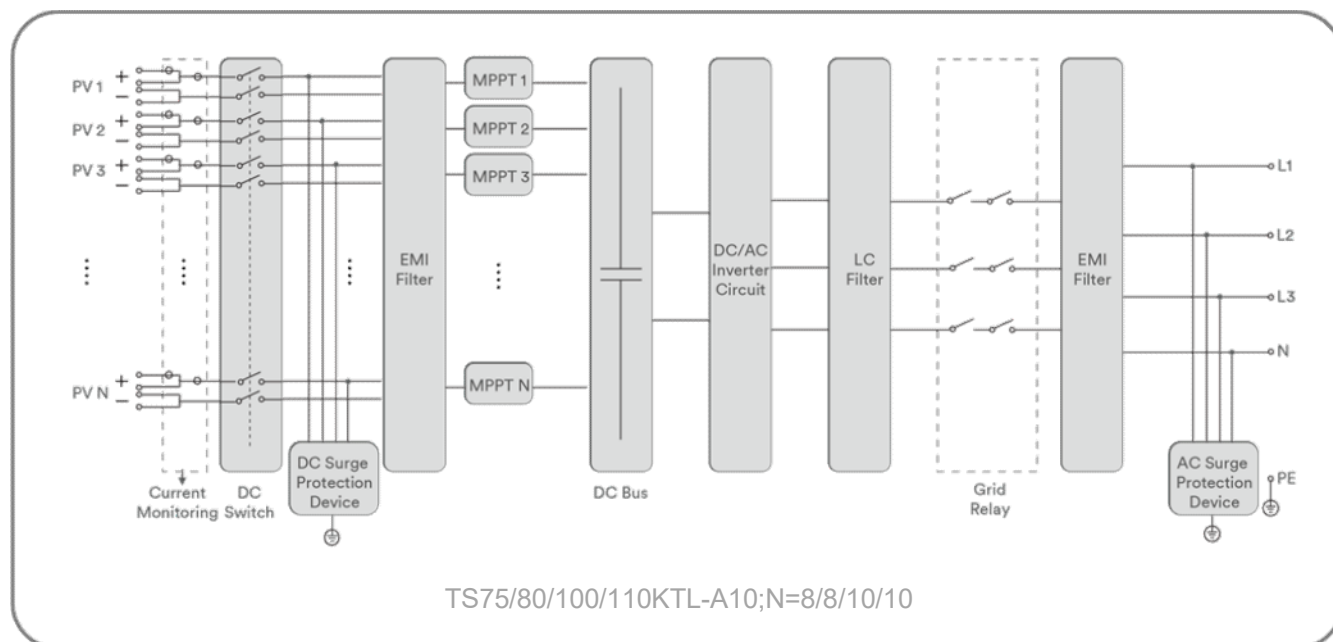 PV 1
+
−
PV 2
+
−
PV 3
+
−
PV N
+
−
Current
Monitoring
DC
Switch
DC Surge
Protection
Device
EMI
Filter
MPPT 1
MPPT 2
MPPT 3
MPPT N
DC Bus
DC/AC
Inverter
Circuit
LC
Filter
Grid
Relay
EMI
Filter
L1
L2
L3
N
AC Surge
Protection
Device
PE
TS75/80/100/110KTL-A10;N=8/8/10/10